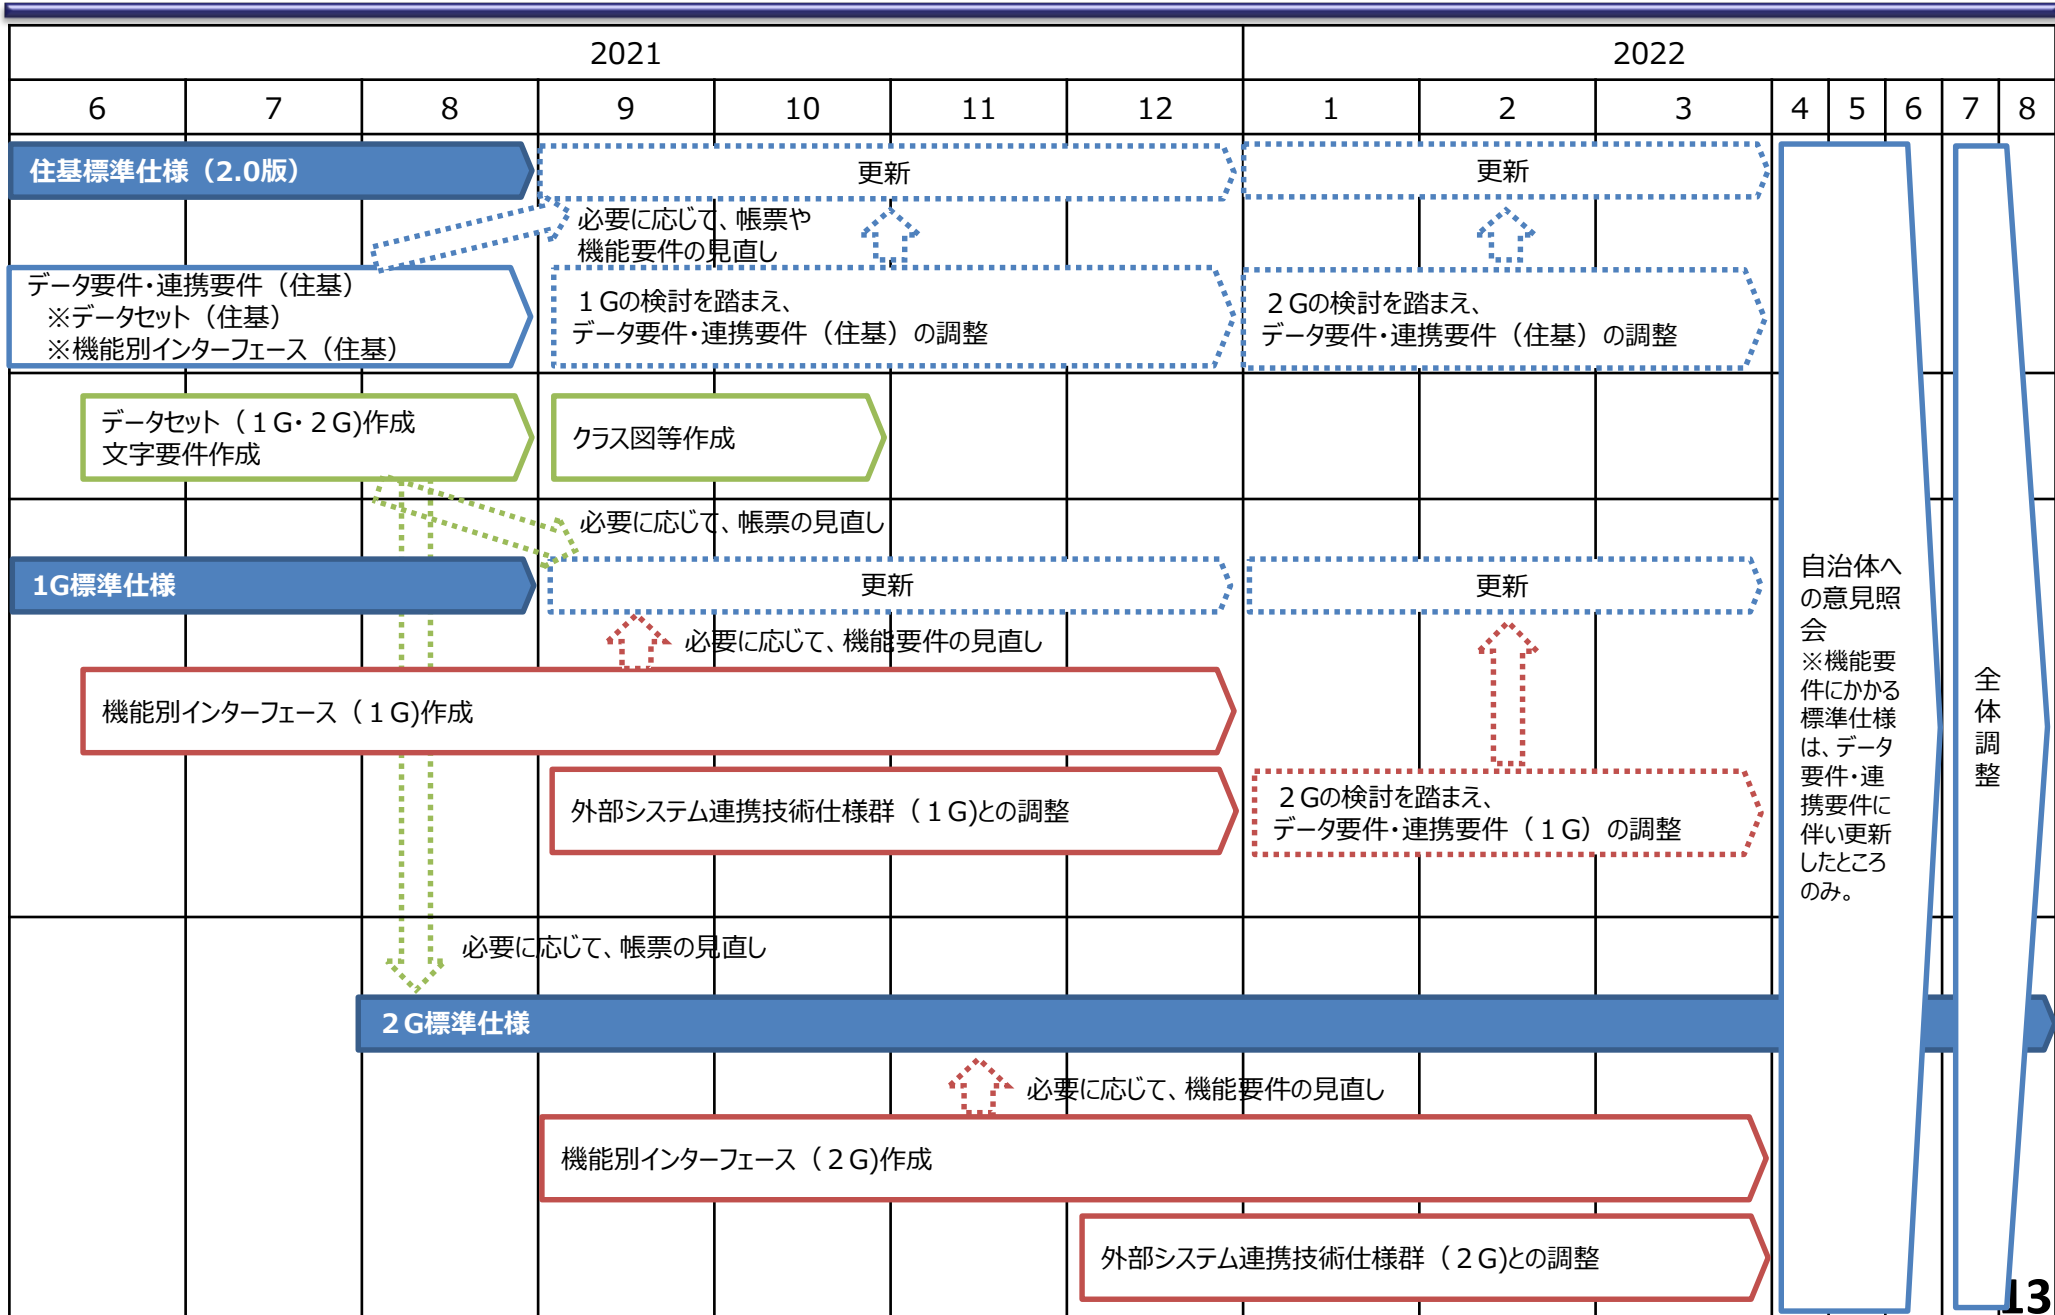 2021
2022
6 7 8 9 10 11 12 1 2 3 4 5 6 7 8
住基標準仕様（2.0版）
更新
更新
必要に応じて、帳票や
機能要件の見直し
データ要件・連携要件（住基）
※データセット（住基）
※機能別インターフェース（住基）
１Gの検討を踏まえ、
データ要件・連携要件（住基）の調整
２Gの検討を踏まえ、
データ要件・連携要件（住基）の調整
データセット（１G・２G)作成
文字要件作成
クラス図等作成
必要に応じて、帳票の見直し
1G標準仕様
更新
更新
必要に応じて、機能要件の見直し
機能別インターフェース（１G)作成
外部システム連携技術仕様群（１G)との調整
２Gの検討を踏まえ、
データ要件・連携要件（１G）の調整
必要に応じて、帳票の見直し
２G標準仕様
必要に応じて、機能要件の見直し
機能別インターフェース（２G)作成
外部システム連携技術仕様群（２G)との調整
自治体へ
の意見照
会
※機能要
件にかかる
標準仕様
は、データ
要件・連
携要件に
伴い更新
したところ
のみ。
全
体
調
整
13